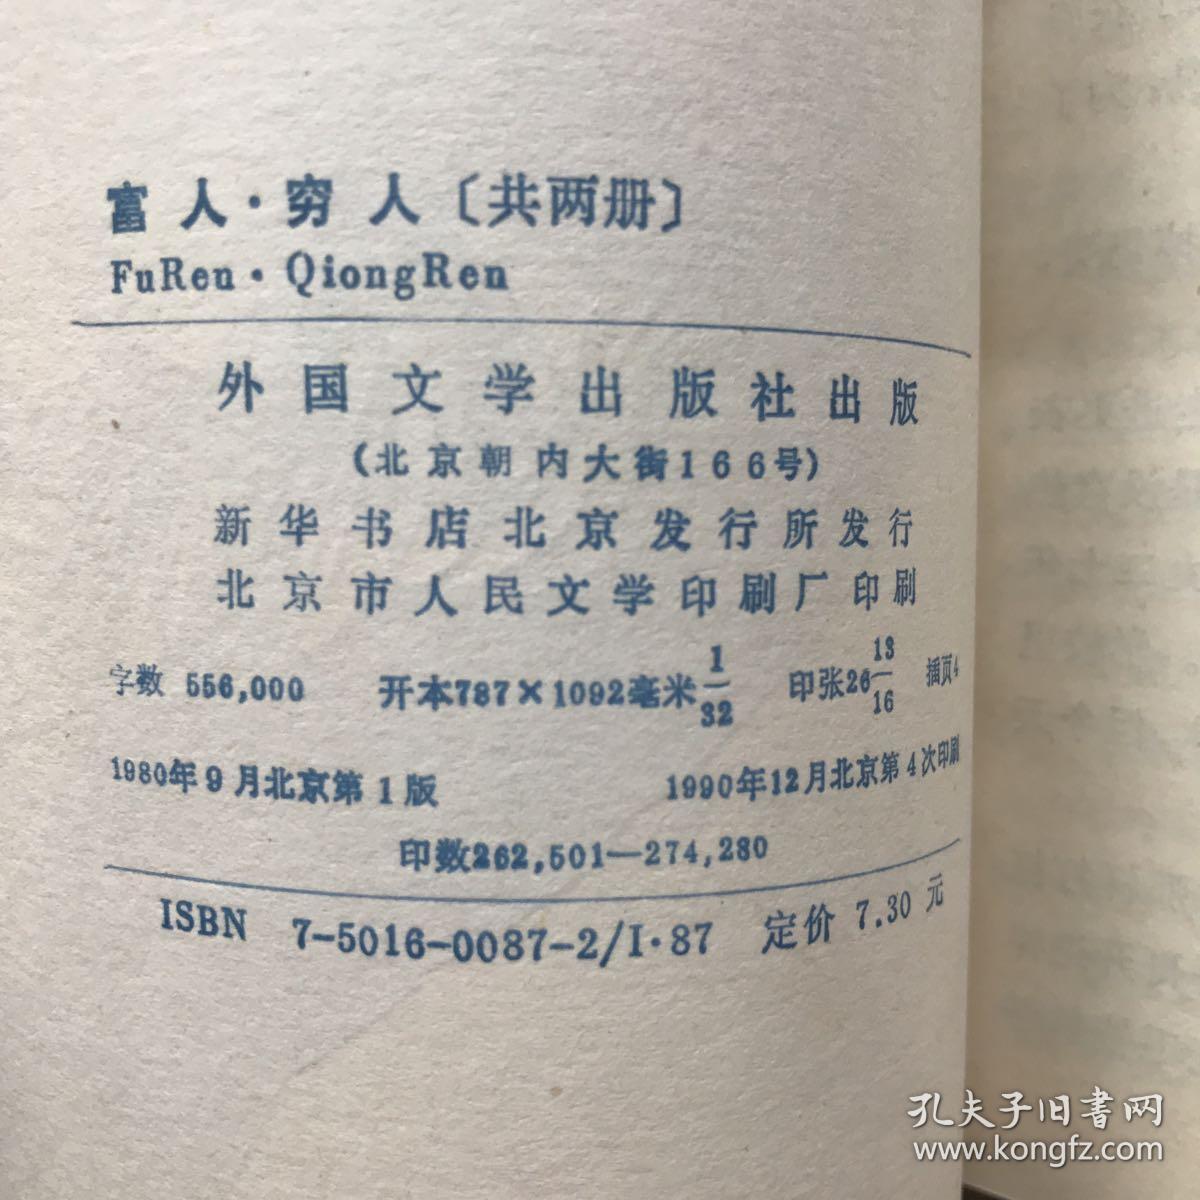 富人·穷人〔共两册〕
FuRen·QiongRen
外国文学出版社出版
(北京朝内大街166号)
新华书店北京发行所发行
北京市人民文学印刷厂印刷
字数 556,000 开本787×1092毫米1/32 印张26 13/16 插页4
1980年9月北京第1版 1990年12月北京第4次印刷
印数262,501—274,280
ISBN 7-5016-0087-2/I·87 定价 7.30 元
孔夫子旧书网
www.kongfz.com